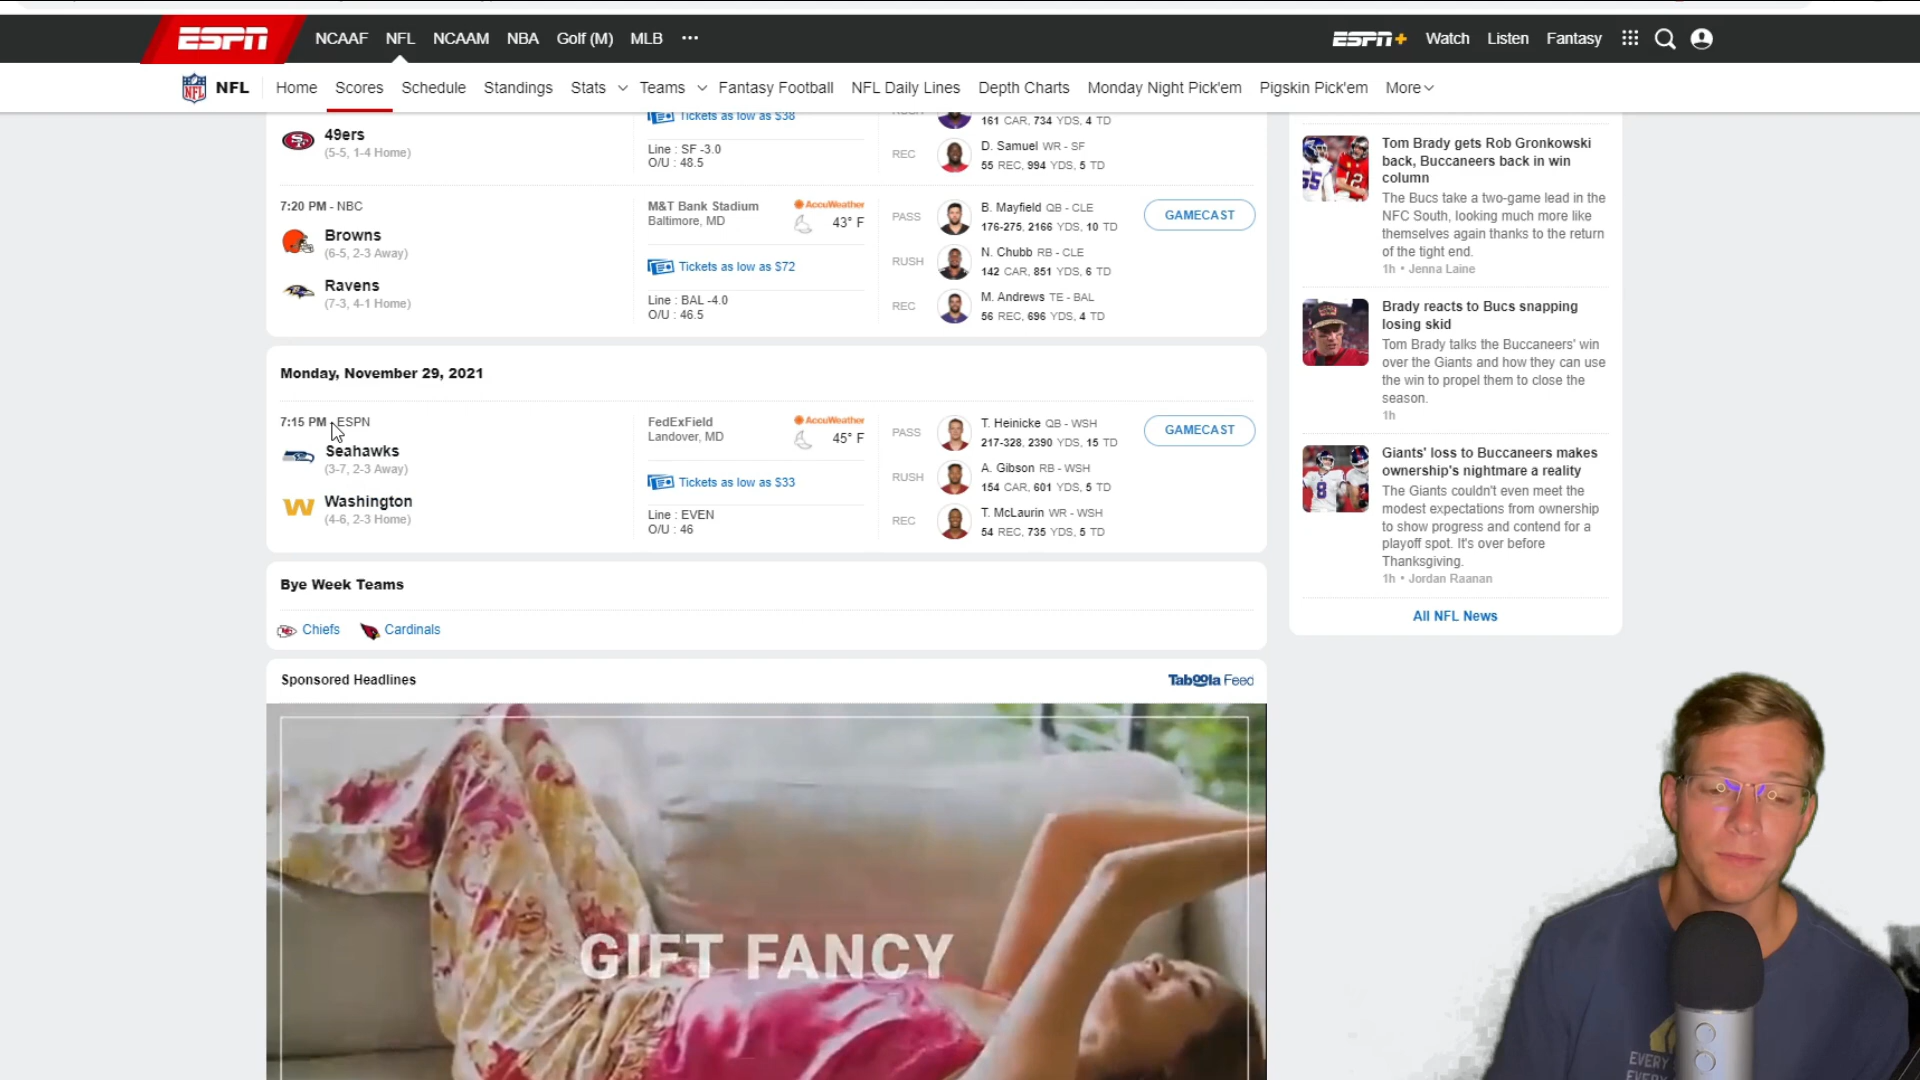 ESPN
NCAAF NFL NCAAM NBA Golf (M) MLB
ESPN+ Watch Listen Fantasy
NFL Home Scores Schedule Standings Stats Teams Fantasy Football NFL Daily Lines Depth Charts Monday Night Pick'em Pigskin Pick'em More
Tickets as low as $38
161 CAR, 734 YDS, 4 TD
49ers
(5-5, 1-4 Home)
Line : SF -3.0
O/U : 48.5
REC
D. Samuel WR - SF
55 REC, 994 YDS, 5 TD
7:20 PM - NBC
Browns
(6-5, 2-3 Away)
Ravens
(7-3, 4-1 Home)
M&T Bank Stadium
Baltimore, MD
AccuWeather
43° F
Tickets as low as $72
Line : BAL -4.0
O/U : 46.5
PASS
B. Mayfield QB - CLE
176-275, 2166 YDS, 10 TD
RUSH
N. Chubb RB - CLE
142 CAR, 851 YDS, 6 TD
REC
M. Andrews TE - BAL
56 REC, 696 YDS, 4 TD
GAMECAST
Monday, November 29, 2021
7:15 PM - ESPN
Seahawks
(3-7, 2-3 Away)
Washington
(4-6, 2-3 Home)
FedExField
Landover, MD
AccuWeather
45° F
Tickets as low as $33
Line : EVEN
O/U : 46
PASS
T. Heinicke QB - WSH
217-328, 2390 YDS, 15 TD
RUSH
A. Gibson RB - WSH
154 CAR, 601 YDS, 5 TD
REC
T. McLaurin WR - WSH
54 REC, 735 YDS, 5 TD
GAMECAST
Bye Week Teams
Chiefs Cardinals
Sponsored Headlines
Taboola Feed
GIFT FANCY
Tom Brady gets Rob Gronkowski
back, Buccaneers back in win
column
The Bucs take a two-game lead in the
NFC South, looking much more like
themselves again thanks to the return
of the tight end.
1h • Jenna Laine
Brady reacts to Bucs snapping
losing skid
Tom Brady talks the Buccaneers' win
over the Giants and how they can use
the win to propel them to close the
season.
1h
Giants' loss to Buccaneers makes
ownership's nightmare a reality
The Giants couldn't even meet the
modest expectations from ownership
to show progress and contend for a
playoff spot. It's over before
Thanksgiving.
1h • Jordan Raanan
All NFL News
EVERY
EVERY